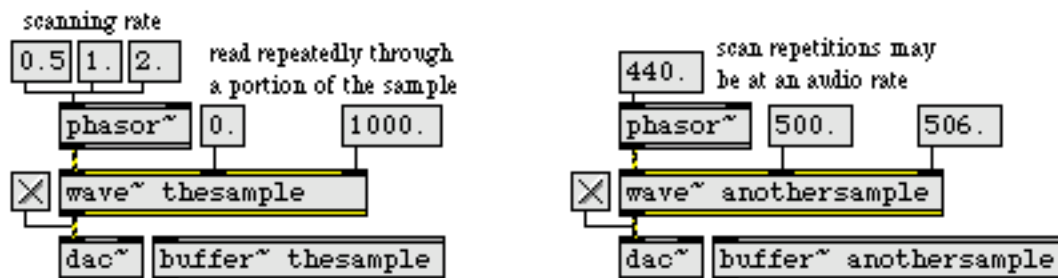 scanning rate
0.5 1. 2.
read repeatedly through
a portion of the sample
phasor~ 0. 1000.
wave~ thesample
dac~ buffer~ thesample
scan repetitions may
be at an audio rate
440.
phasor~ 500. 506.
wave~ anothersample
dac~ buffer~ anothersample